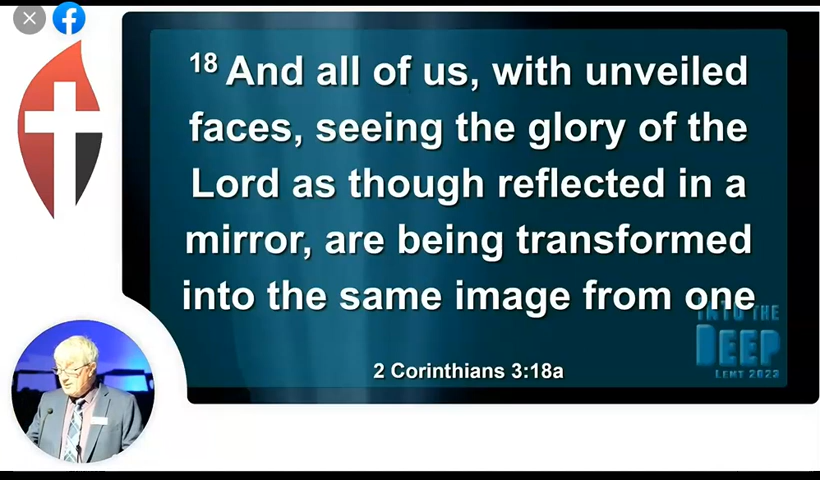 18 And all of us, with unveiled
faces, seeing the glory of the
Lord as though reflected in a
mirror, are being transformed
into the same image from one
INTO THE
DEEP
LENT 2022
2 Corinthians 3:18a